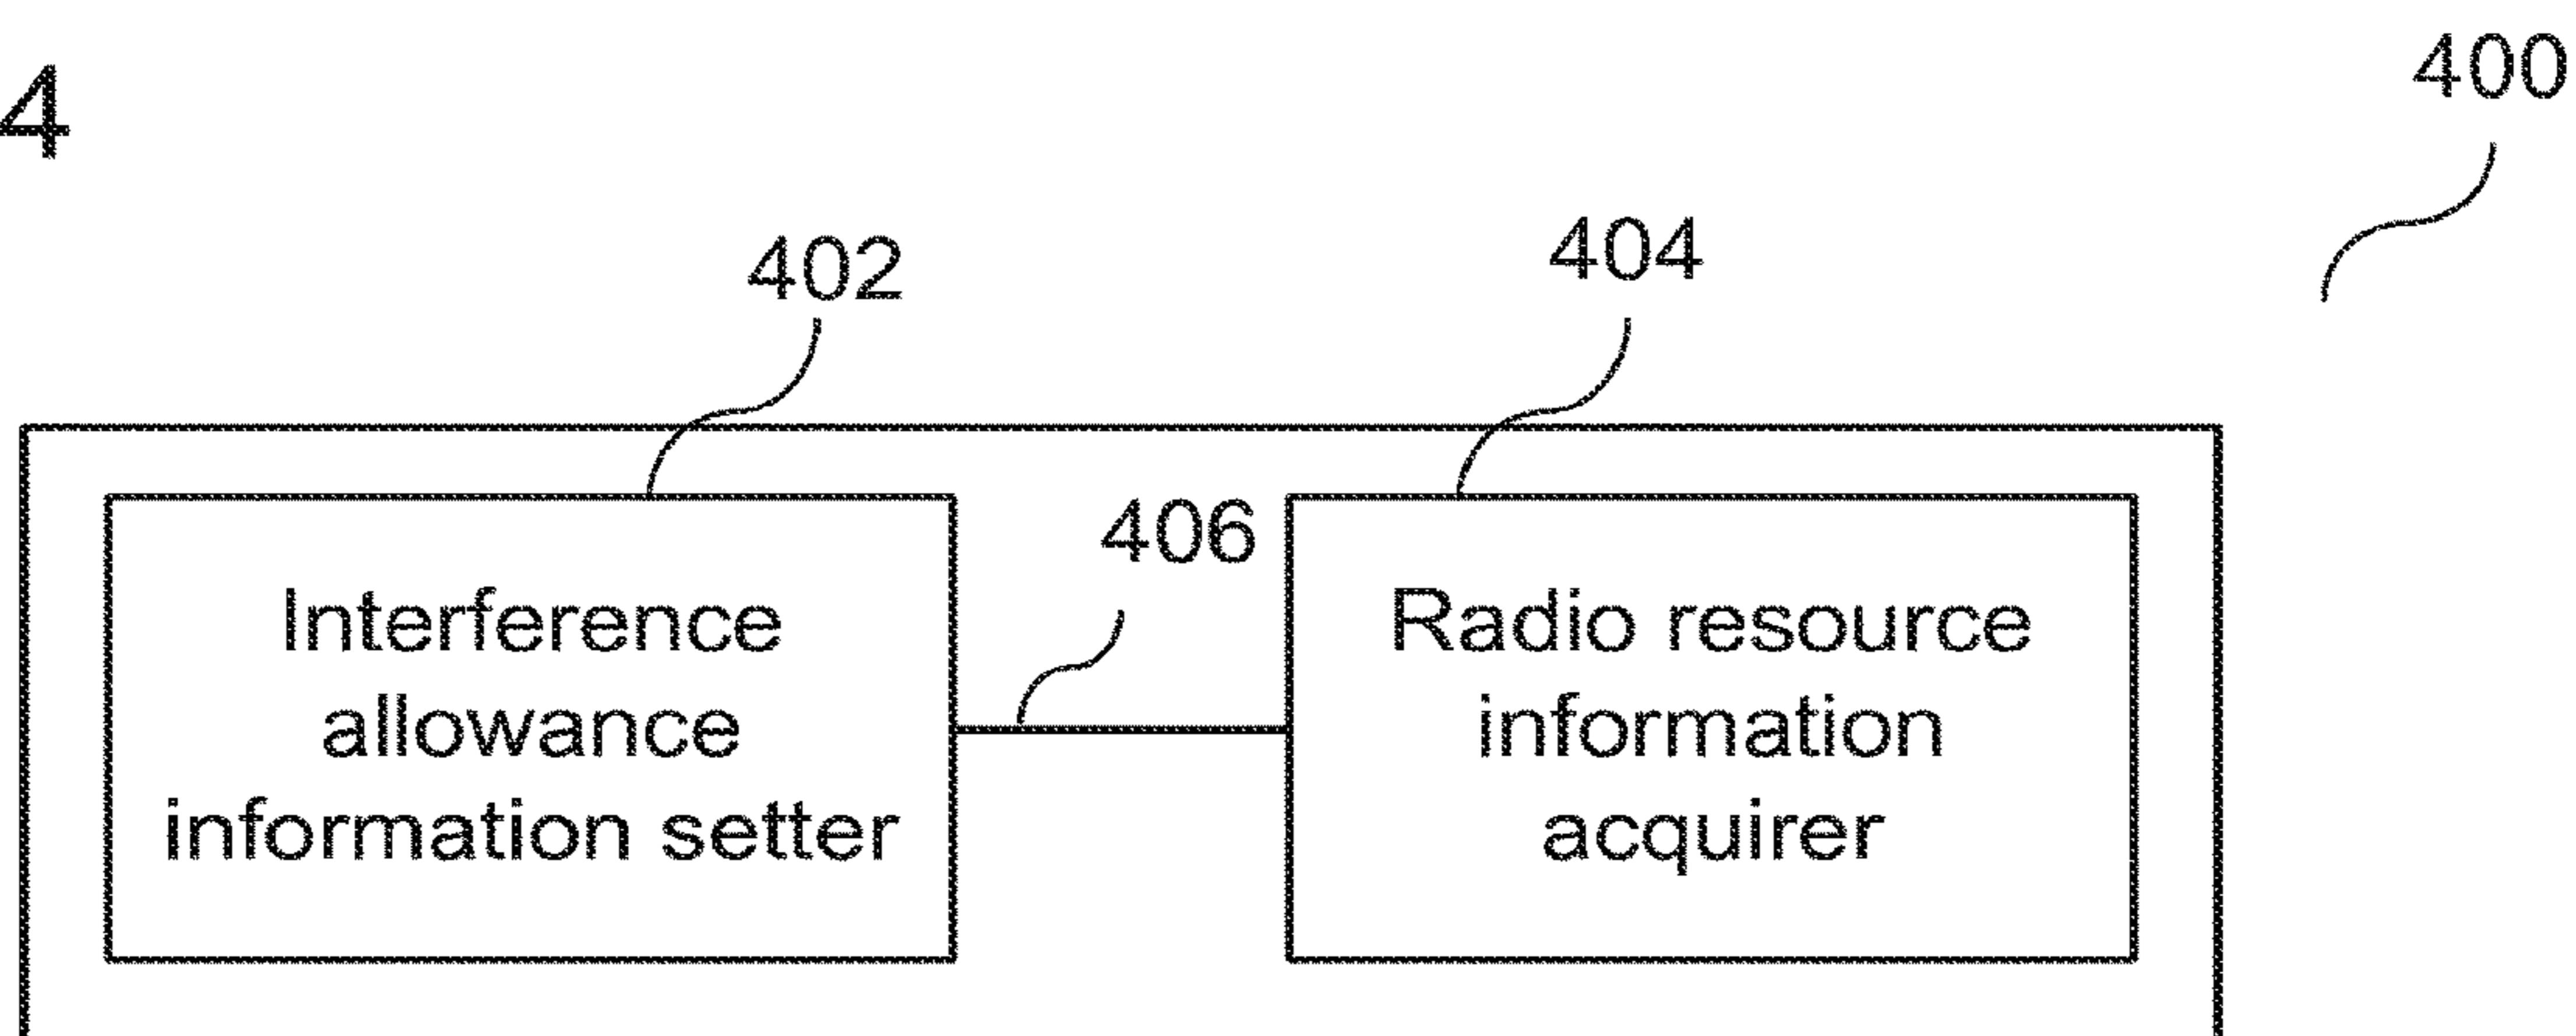 4
400
402
404
406
Interference
allowance
information setter
Radio resource
information
acquirer